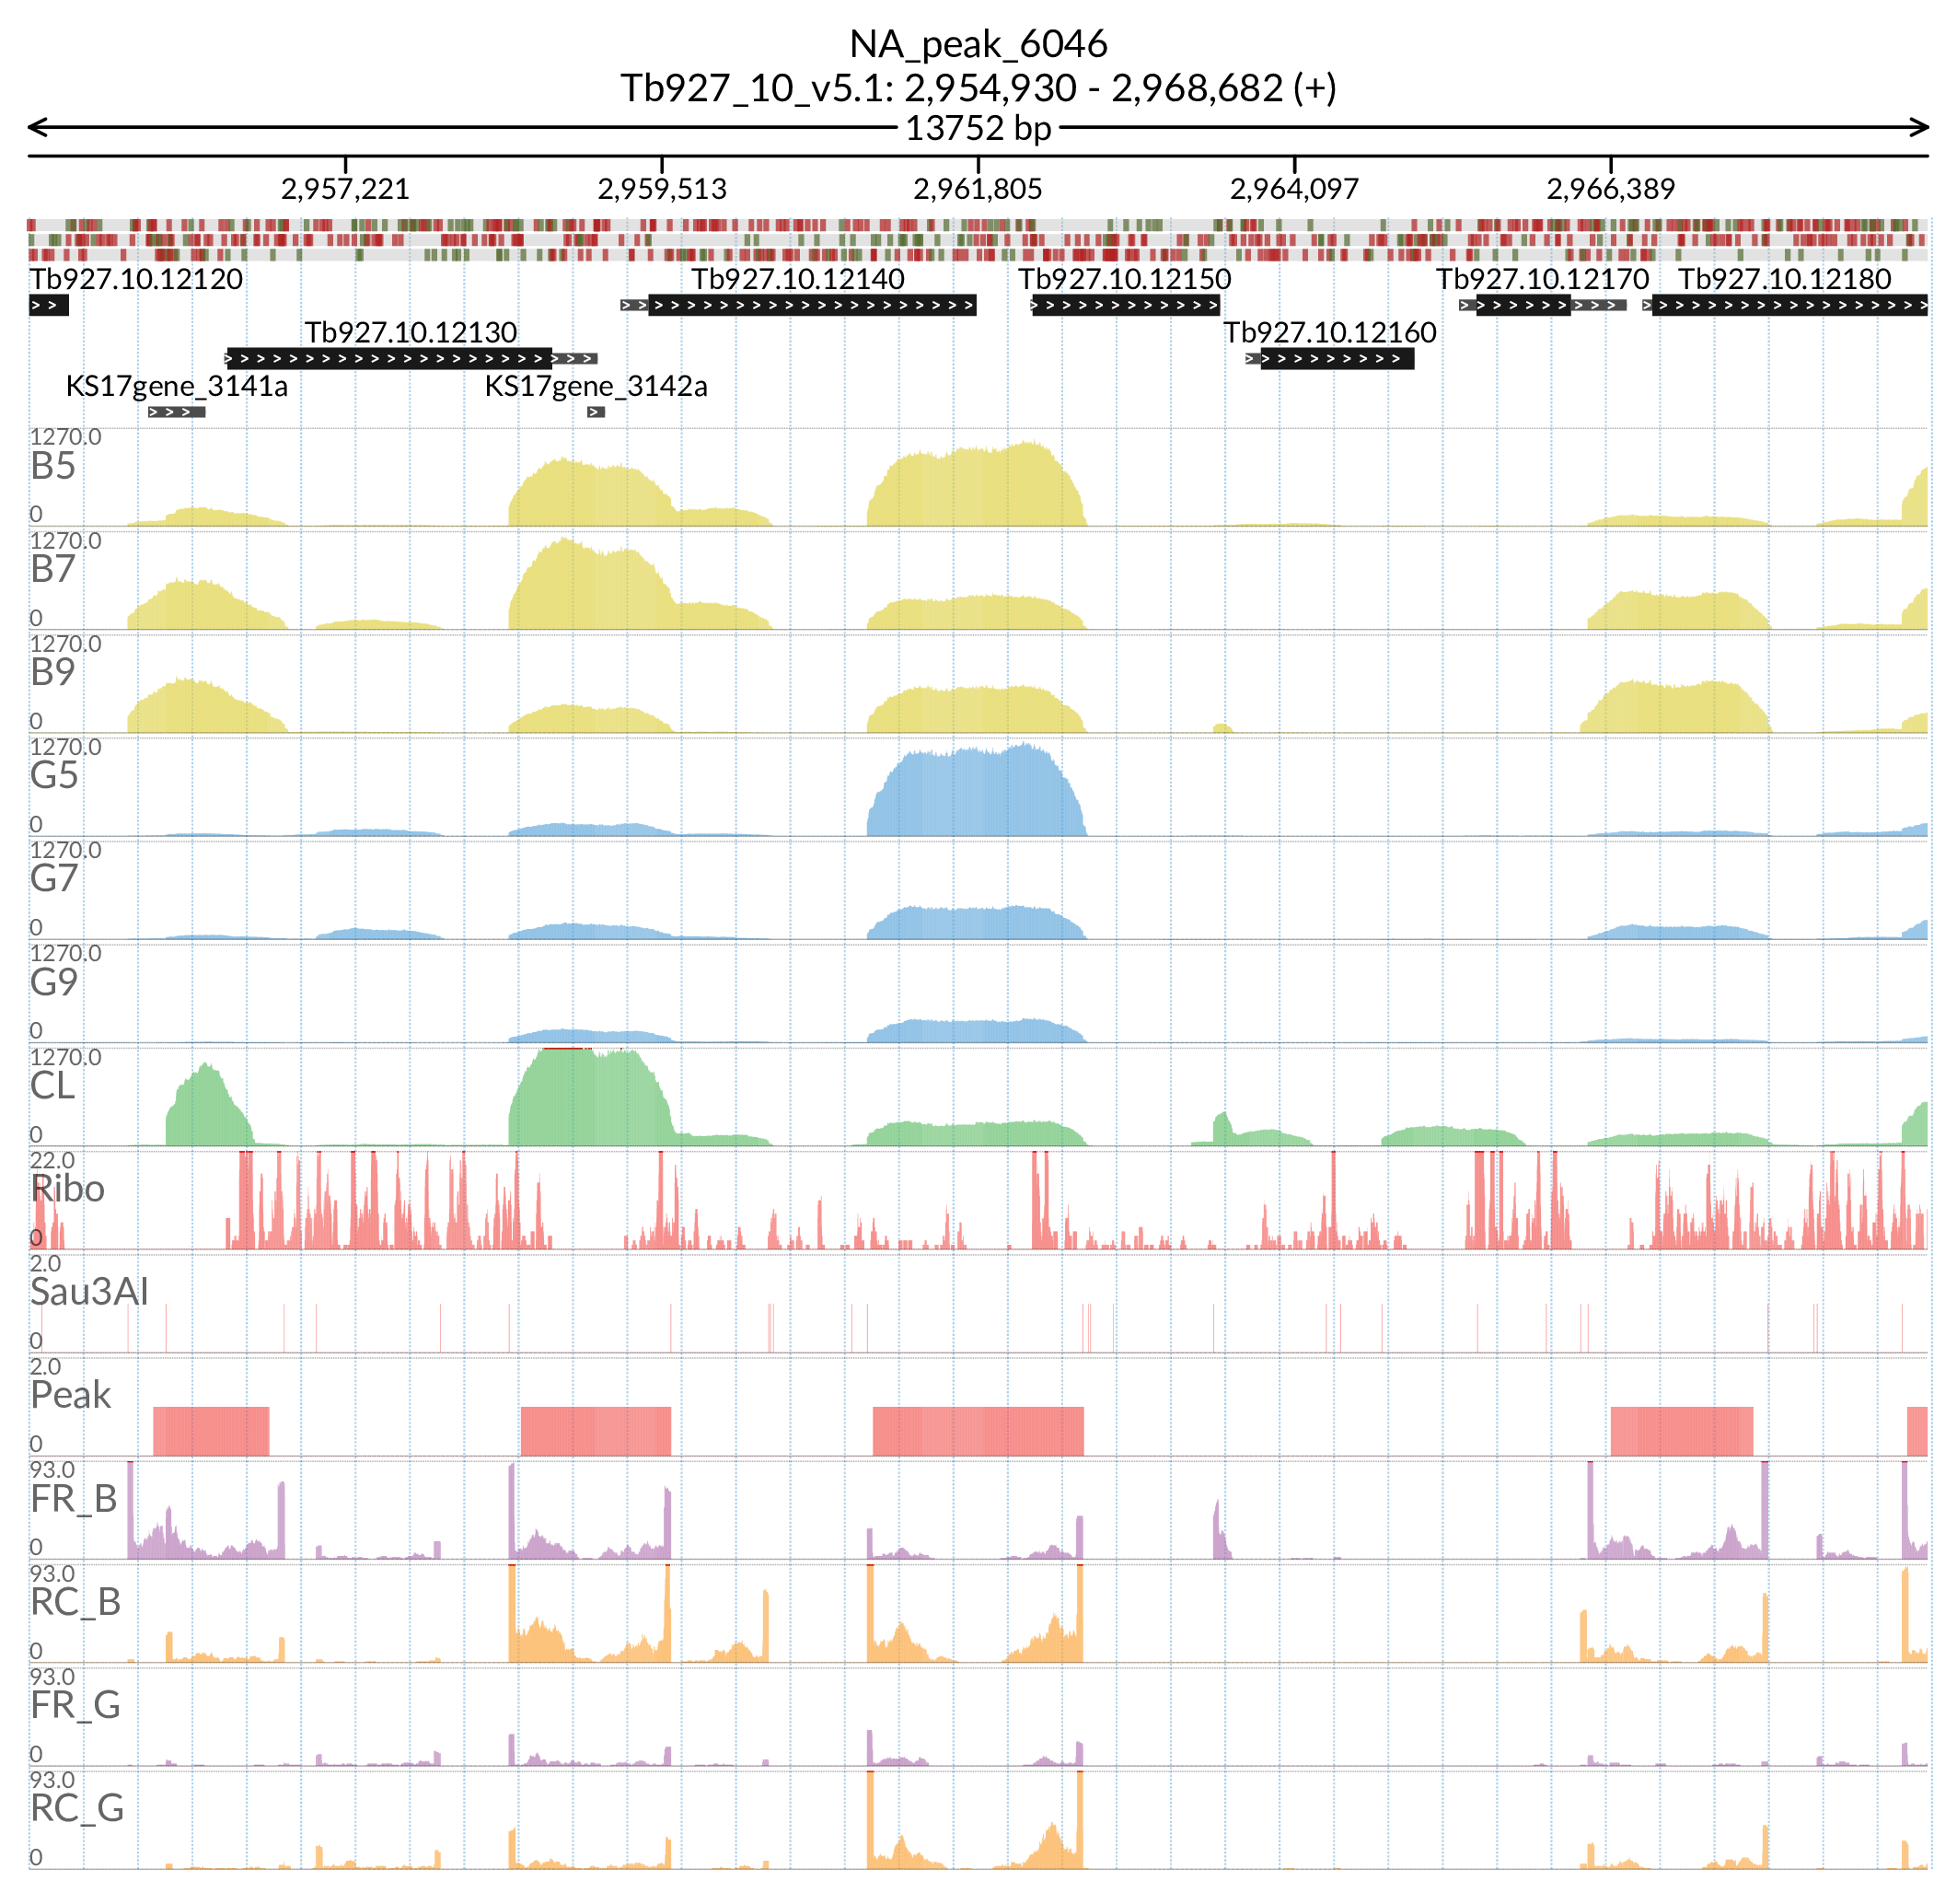 NA_peak_6046
Tb927_10_v5.1: 2,954,930 - 2,968,682 (+)
13752 bp
2,957,221 2,959,513 2,961,805 2,964,097 2,966,389
Tb927.10.12120 Tb927.10.12140 Tb927.10.12150 Tb927.10.12170 Tb927.10.12180
Tb927.10.12130 Tb927.10.12160
KS17gene_3141a KS17gene_3142a
1270.0
B5
0
1270.0
B7
0
1270.0
B9
0
1270.0
G5
0
1270.0
G7
0
1270.0
G9
0
1270.0
CL
0
22.0
Ribo
0
2.0
Sau3AI
0
2.0
Peak
0
93.0
FR_B
0
93.0
RC_B
0
93.0
FR_G
0
93.0
RC_G
0